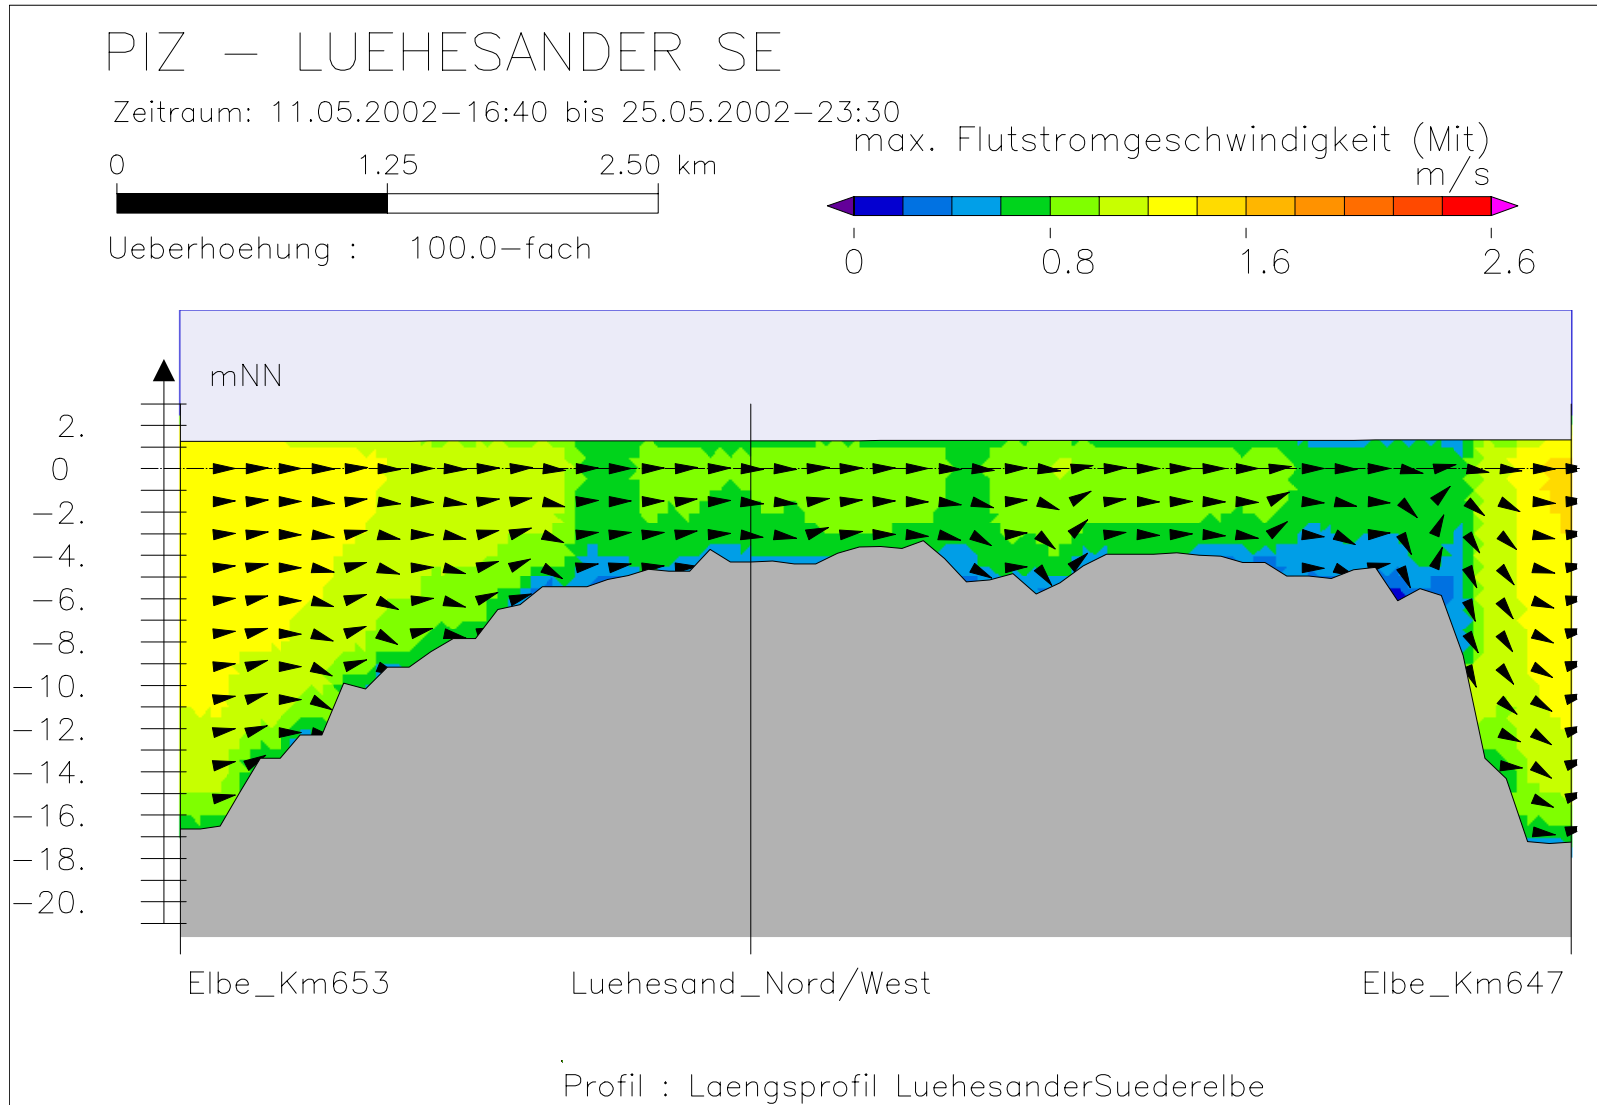 PIZ - LUEHESANDER SE
Zeitraum: 11.05.2002-16:40 bis 25.05.2002-23:30
max. Flutstromgeschwindigkeit (Mit)
m/s
0 1.25 2.50 km
Ueberhoehung : 100.0-fach
0 0.8 1.6 2.6
mNN
2.
0
-2.
-4.
-6.
-8.
-10.
-12.
-14.
-16.
-18.
-20.
Elbe_Km653 Luehesand_Nord/West Elbe_Km647
Profil : Laengsprofil LuehesanderSuederelbe